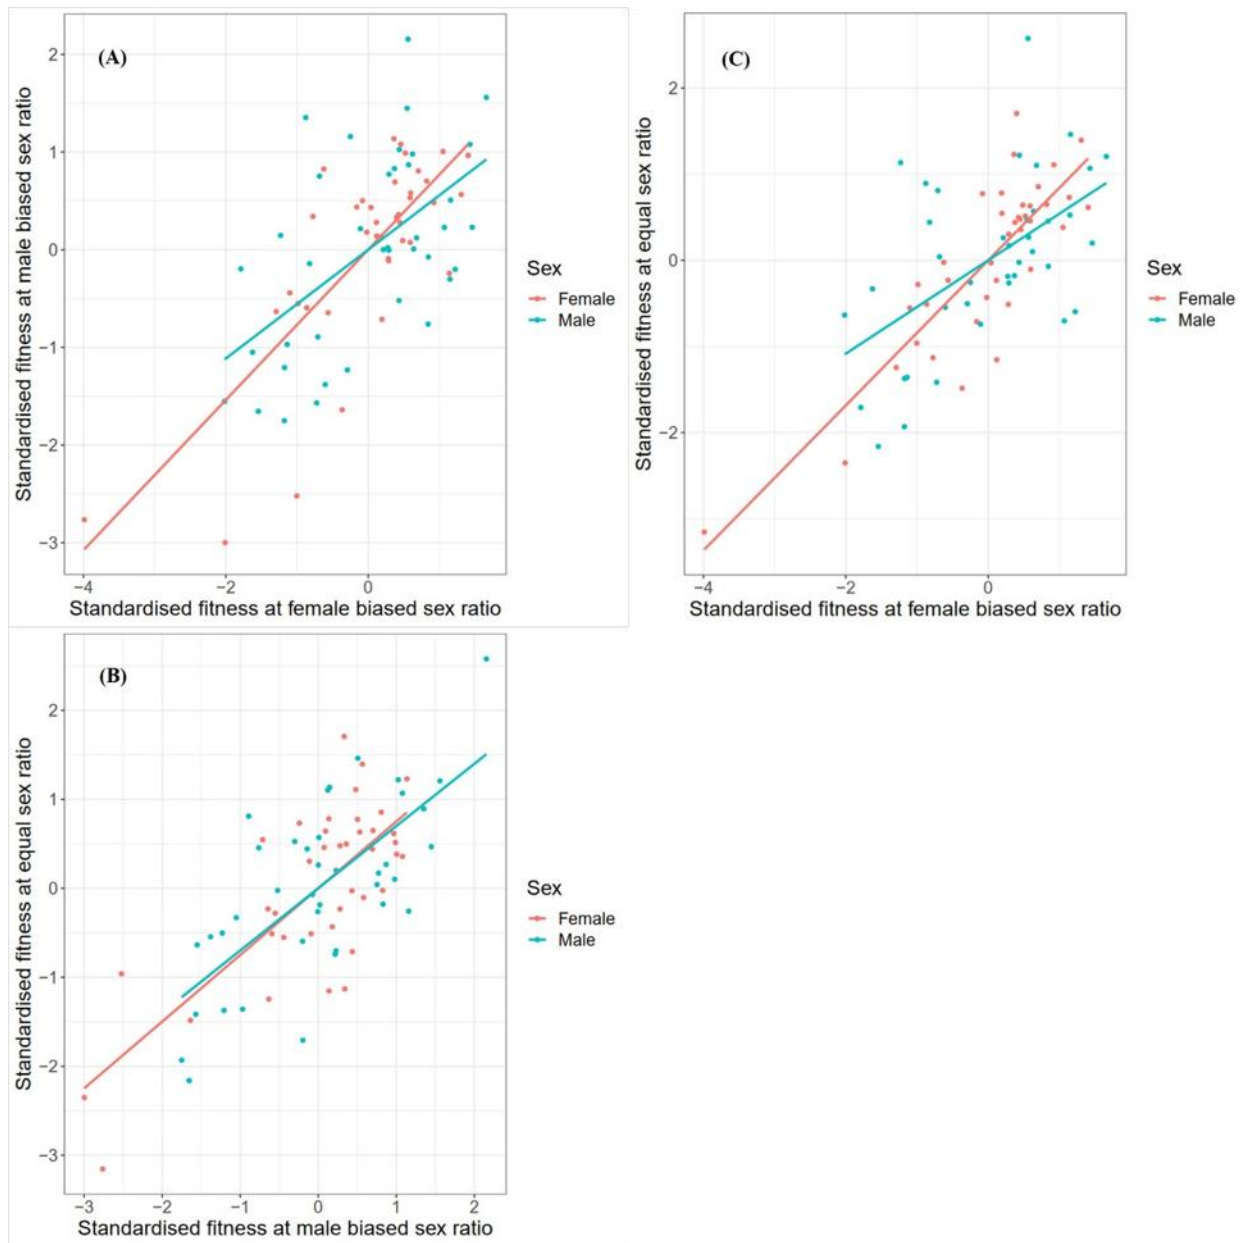 (A)
Standardised fitness at male biased sex ratio
2
1
0
−1
−2
−3
−4
−2
0
Standardised fitness at female biased sex ratio
Sex
Female
Male
(C)
Standardised fitness at equal sex ratio
2
0
−2
−4
−2
0
Standardised fitness at female biased sex ratio
Sex
Female
Male
(B)
Standardised fitness at equal sex ratio
2
1
0
−1
−2
−3
−3
−2
−1
0
1
2
Standardised fitness at male biased sex ratio
Sex
Female
Male